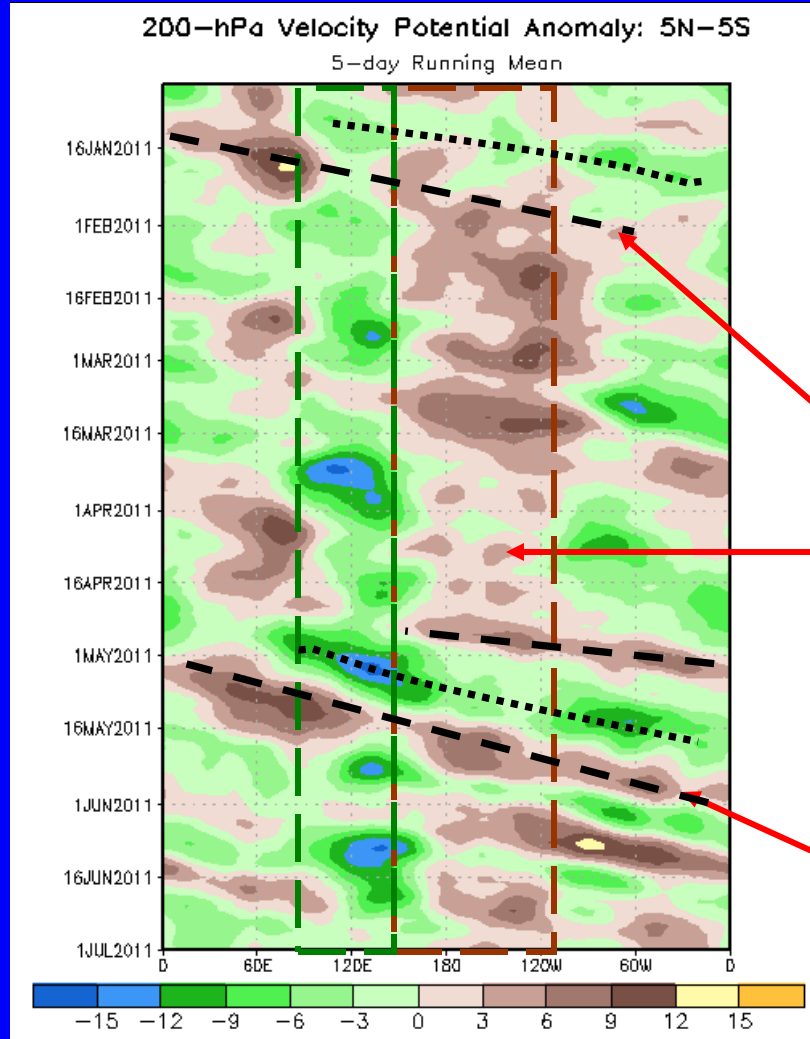 200-hPa Velocity Potential Anomaly: 5N-5S
5-day Running Mean
16JAN2011
1FEB2011
16FEB2011
1MAR2011
16MAR2011
1APR2011
16APR2011
1MAY2011
16MAY2011
1JUN2011
16JUN2011
1JUL2011
0 60E 120E 180 120W 60W 0
-15 -12 -9 -6 -3 0 3 6 9 12 15